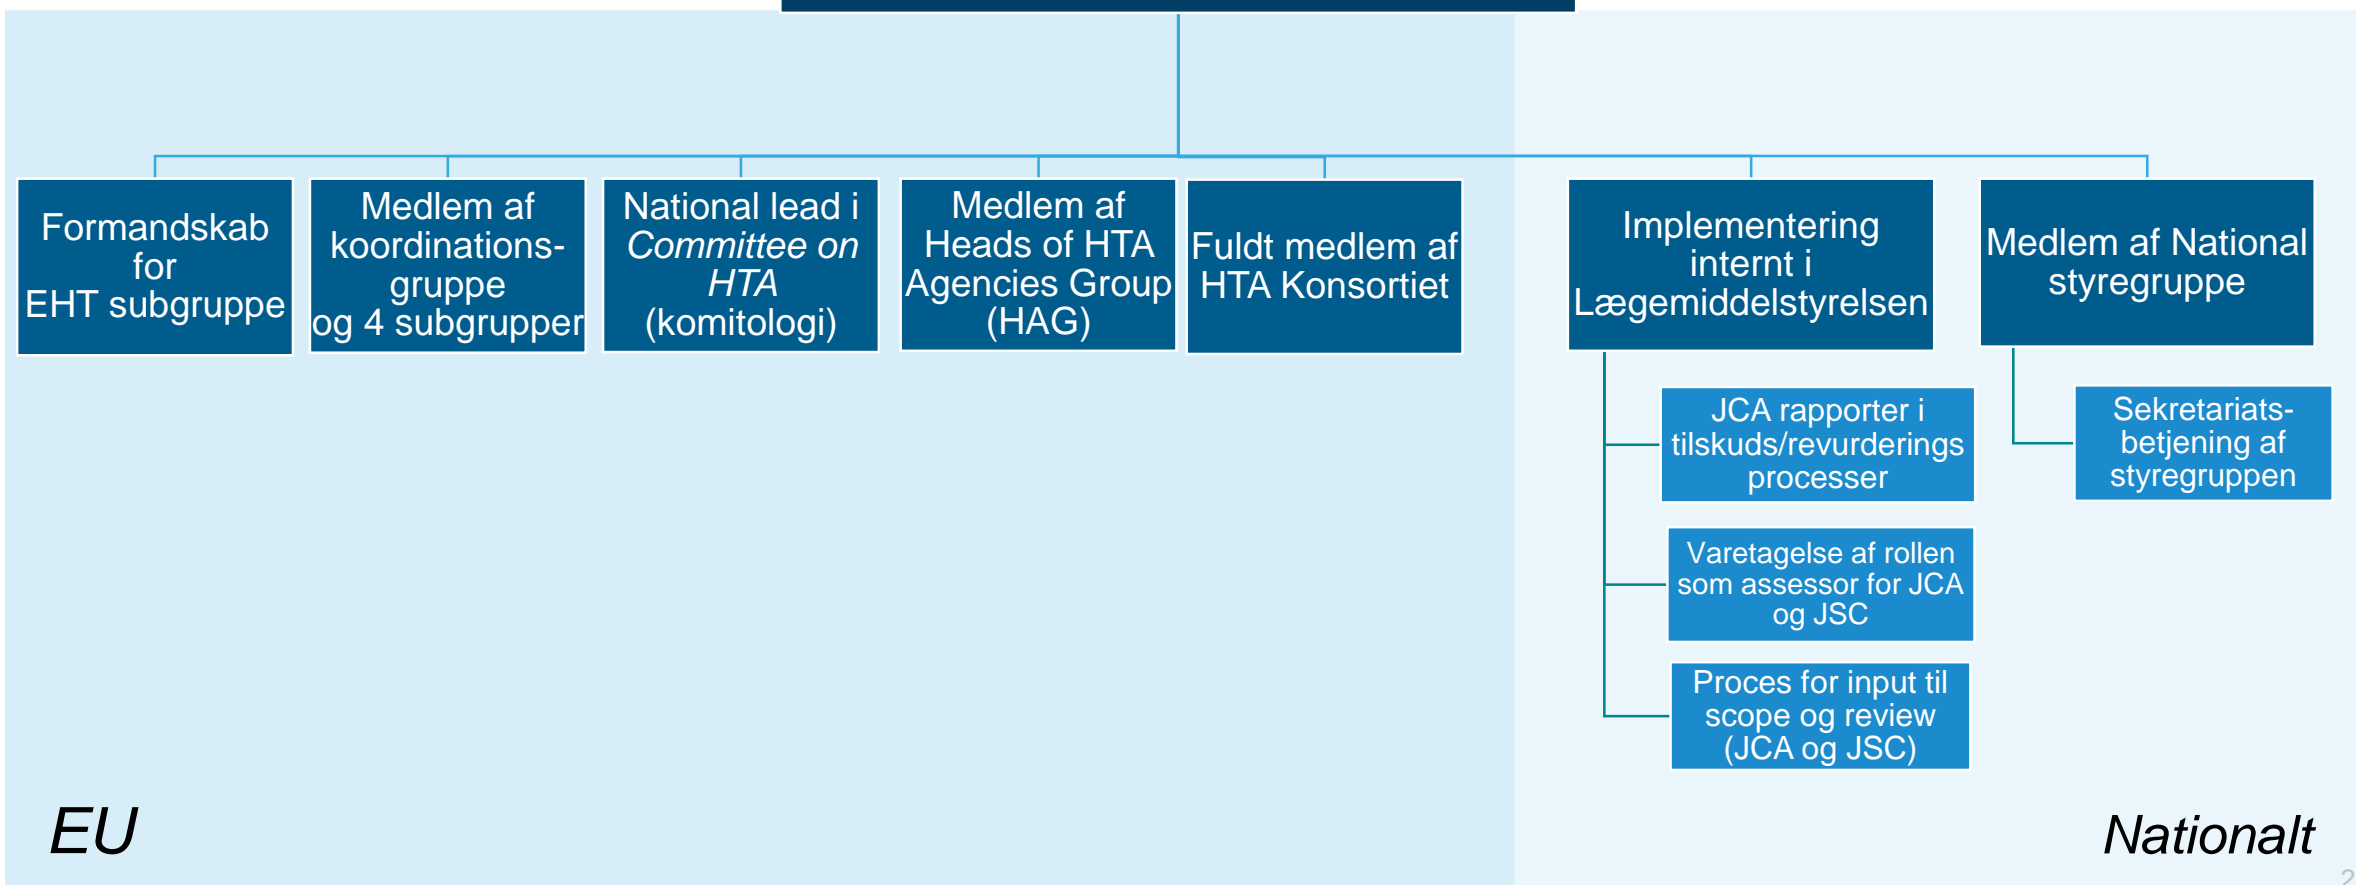 Formandskab
for
EHT subgruppe
Medlem af
koordinations-
gruppe
og 4 subgrupper
National lead i
Committee on
HTA
(komitologi)
Medlem af
Heads of HTA
Agencies Group
(HAG)
Fuldt medlem af
HTA Konsortiet
Implementering
internt i
Lægemiddelstyrelsen
JCA rapporter i
tilskuds/revurderings
processer
Varetagelse af rollen
som assessor for JCA
og JSC
Proces for input til
scope og review
(JCA og JSC)
Medlem af National
styregruppe
Sekretariats-
betjening af
styregruppen
EU
Nationalt
2